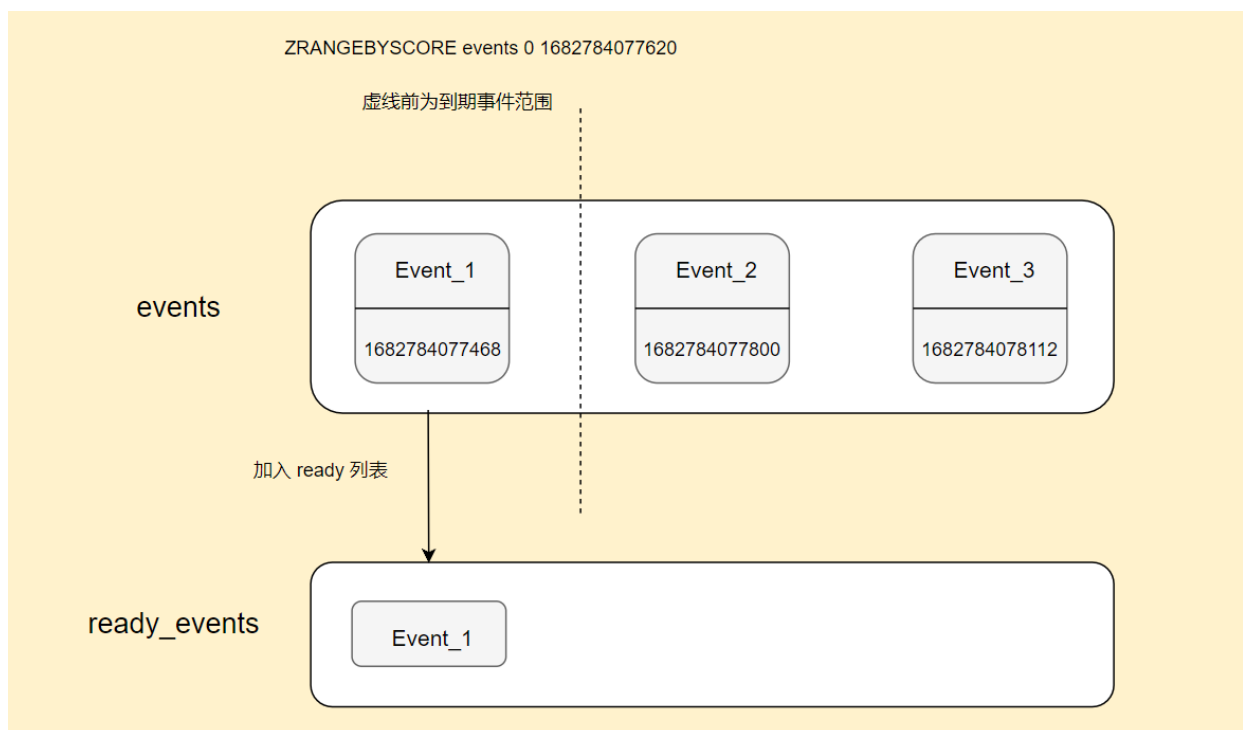 ZRANGEBYSCORE events 0 1682784077620
虚线前为到期事件范围
events
Event_1
Event_2
Event_3
1682784077468
1682784077800
1682784078112
加入 ready 列表
ready_events
Event_1